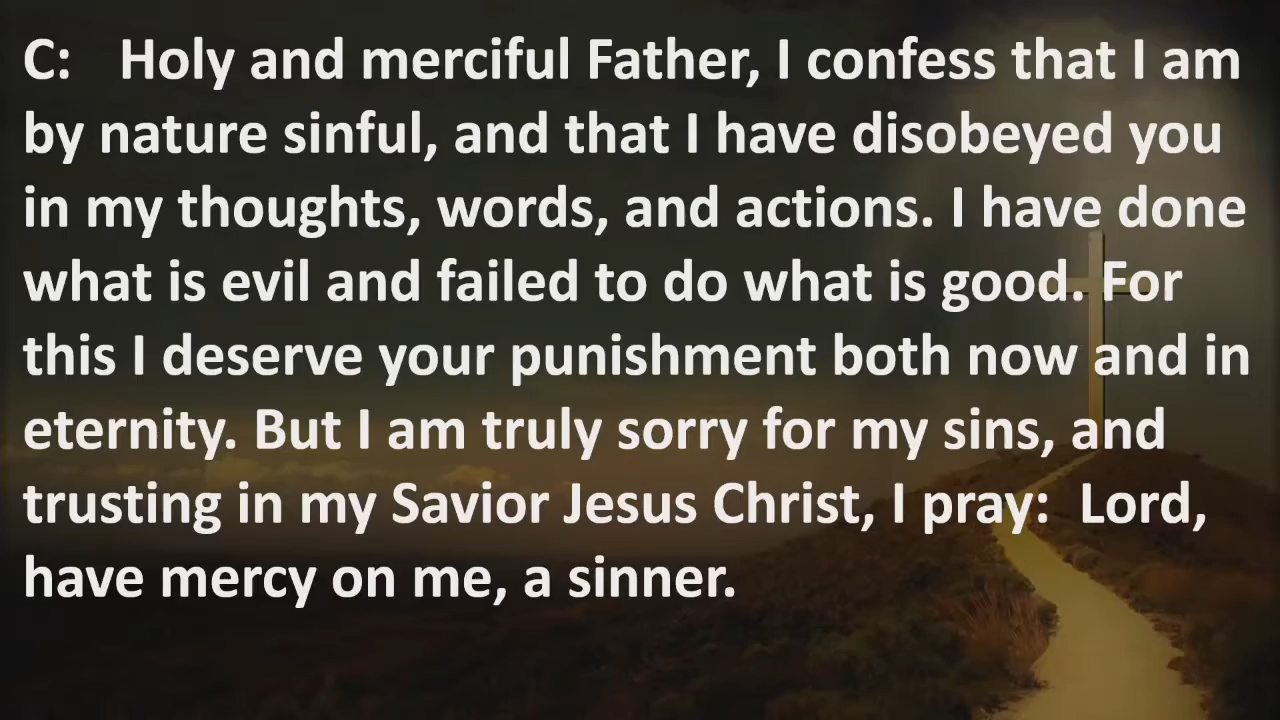 C: Holy and merciful Father, I confess that I am
by nature sinful, and that I have disobeyed you
in my thoughts, words, and actions. I have done
what is evil and failed to do what is good. For
this I deserve your punishment both now and in
eternity. But I am truly sorry for my sins, and
trusting in my Savior Jesus Christ, I pray: Lord,
have mercy on me, a sinner.